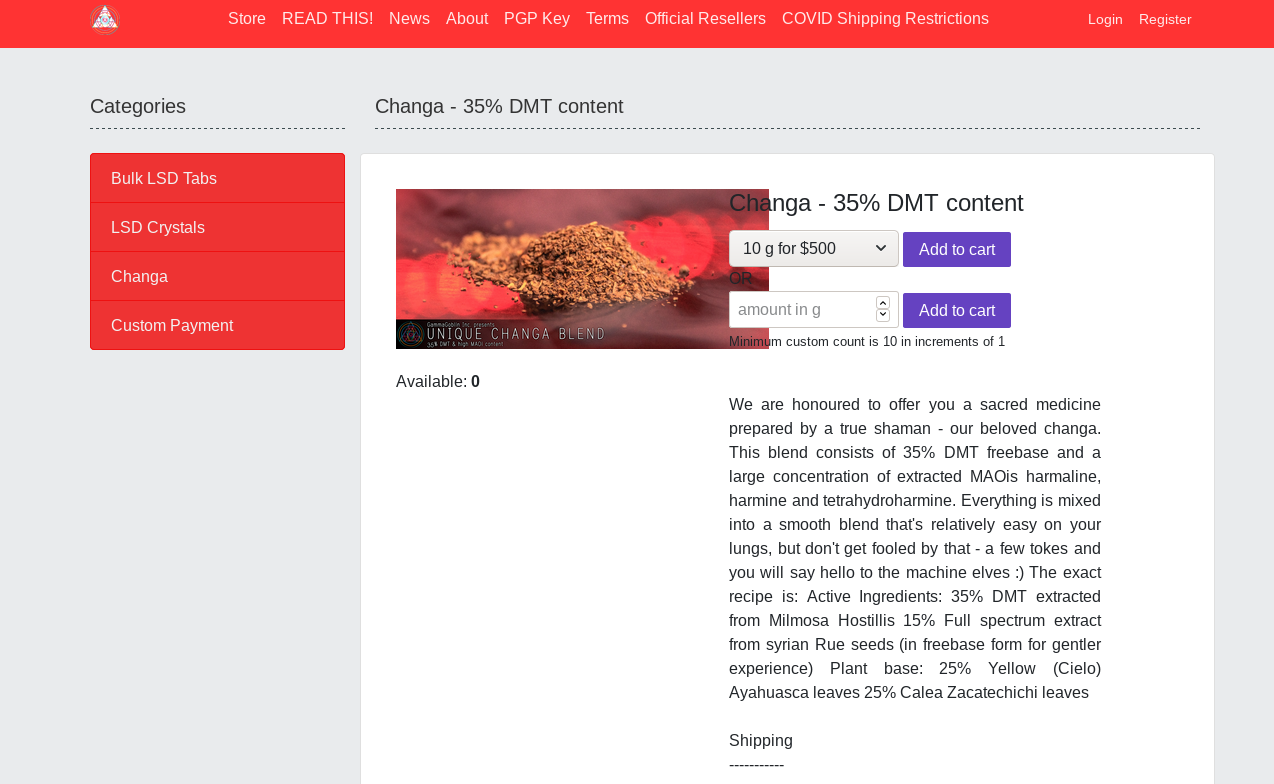 Store READ THIS! News About PGP Key Terms Official Resellers COVID Shipping Restrictions Login Register
Categories
Bulk LSD Tabs
LSD Crystals
Changa
Custom Payment
Changa - 35% DMT content
GammaGoblin Inc. presents
UNIQUE CHANGA BLEND
35% DMT & high MAOi content
Available: 0
Changa - 35% DMT content
10 g for $500 Add to cart
OR
amount in g Add to cart
Minimum custom count is 10 in increments of 1
We are honoured to offer you a sacred medicine
prepared by a true shaman - our beloved changa.
This blend consists of 35% DMT freebase and a
large concentration of extracted MAOis harmaline,
harmine and tetrahydroharmine. Everything is mixed
into a smooth blend that's relatively easy on your
lungs, but don't get fooled by that - a few tokes and
you will say hello to the machine elves :) The exact
recipe is: Active Ingredients: 35% DMT extracted
from Milmosa Hostillis 15% Full spectrum extract
from syrian Rue seeds (in freebase form for gentler
experience) Plant base: 25% Yellow (Cielo)
Ayahuasca leaves 25% Calea Zacatechichi leaves
Shipping
-----------